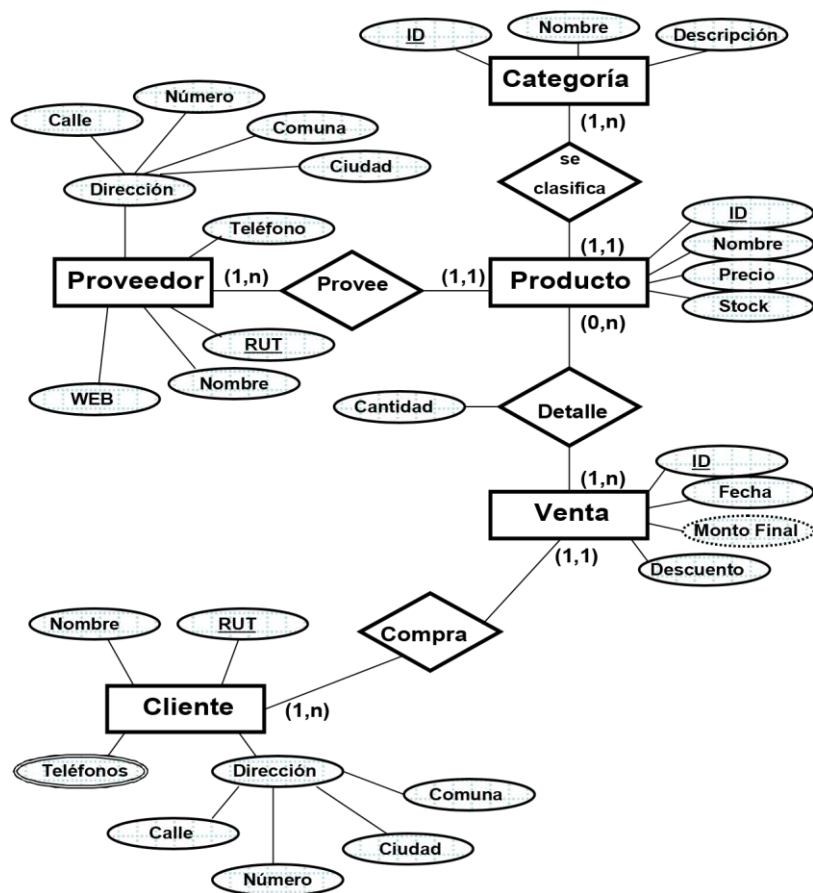 ID
Nombre
Descripción
Categoría
(1,n)
se
clasifica
(1,1)
Calle
Número
Comuna
Ciudad
Dirección
Teléfono
Proveedor
(1,n)
Provee
(1,1)
Producto
ID
Nombre
Precio
Stock
RUT
Nombre
WEB
(0,n)
Cantidad
Detalle
(1,n)
Venta
ID
Fecha
Monto Final
Descuento
(1,1)
Compra
Nombre
RUT
Cliente
(1,n)
Teléfonos
Dirección
Comuna
Calle
Ciudad
Número